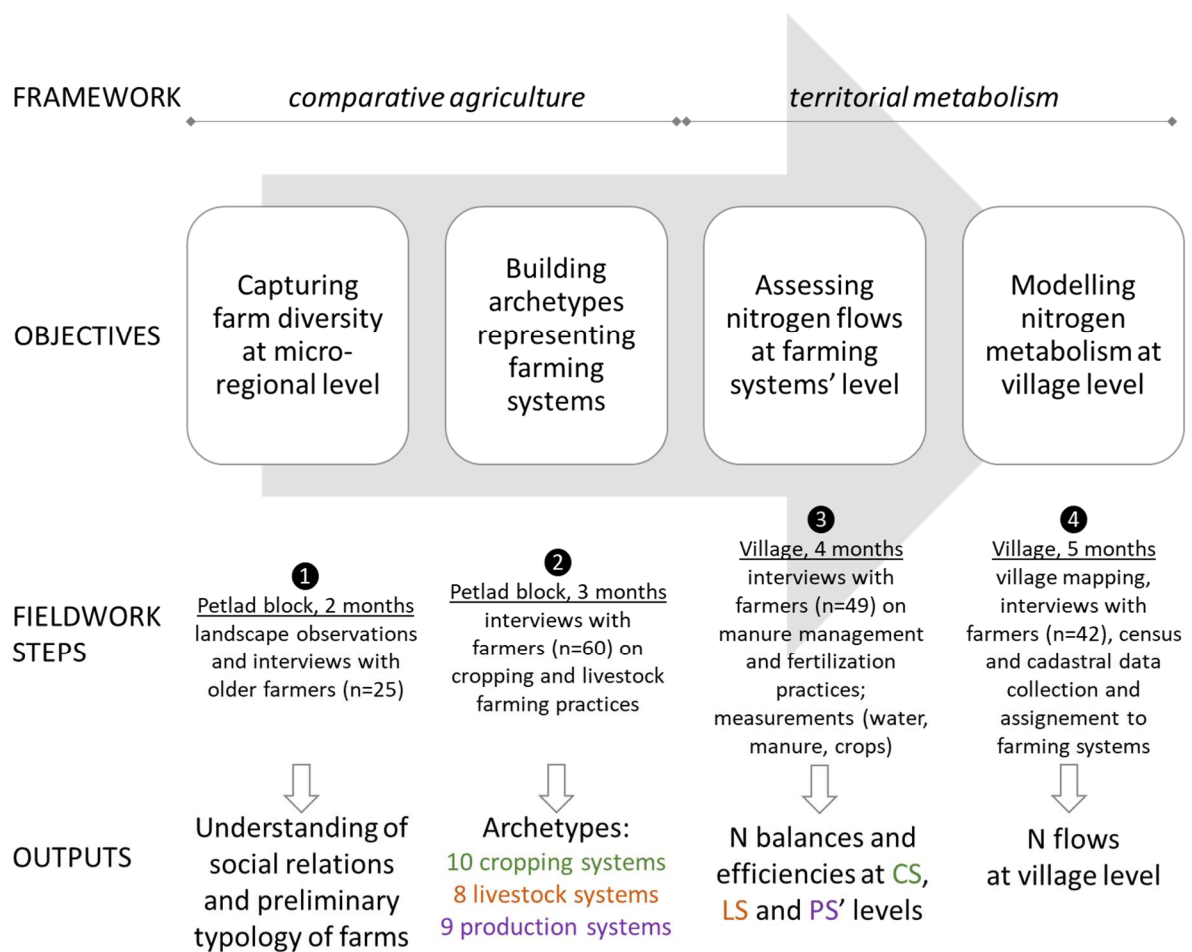 FRAMEWORK
comparative agriculture
territorial metabolism
OBJECTIVES
Capturing
farm diversity
at micro-
regional level
Building
archetypes
representing
farming
systems
Assessing
nitrogen flows
at farming
systems' level
Modelling
nitrogen
metabolism at
village level
FIELDWORK
STEPS
1
Petlad block, 2 months
landscape observations
and interviews with
older farmers (n=25)
2
Petlad block, 3 months
interviews with
farmers (n=60) on
cropping and livestock
farming practices
3
Village, 4 months
interviews with
farmers (n=49) on
manure management
and fertilization
practices;
measurements (water,
manure, crops)
4
Village, 5 months
village mapping,
interviews with
farmers (n=42), census
and cadastral data
collection and
assignement to
farming systems
OUTPUTS
Understanding of
social relations
and preliminary
typology of farms
Archetypes:
10 cropping systems
8 livestock systems
9 production systems
N balances and
efficiencies at CS,
LS and PS' levels
N flows
at village level